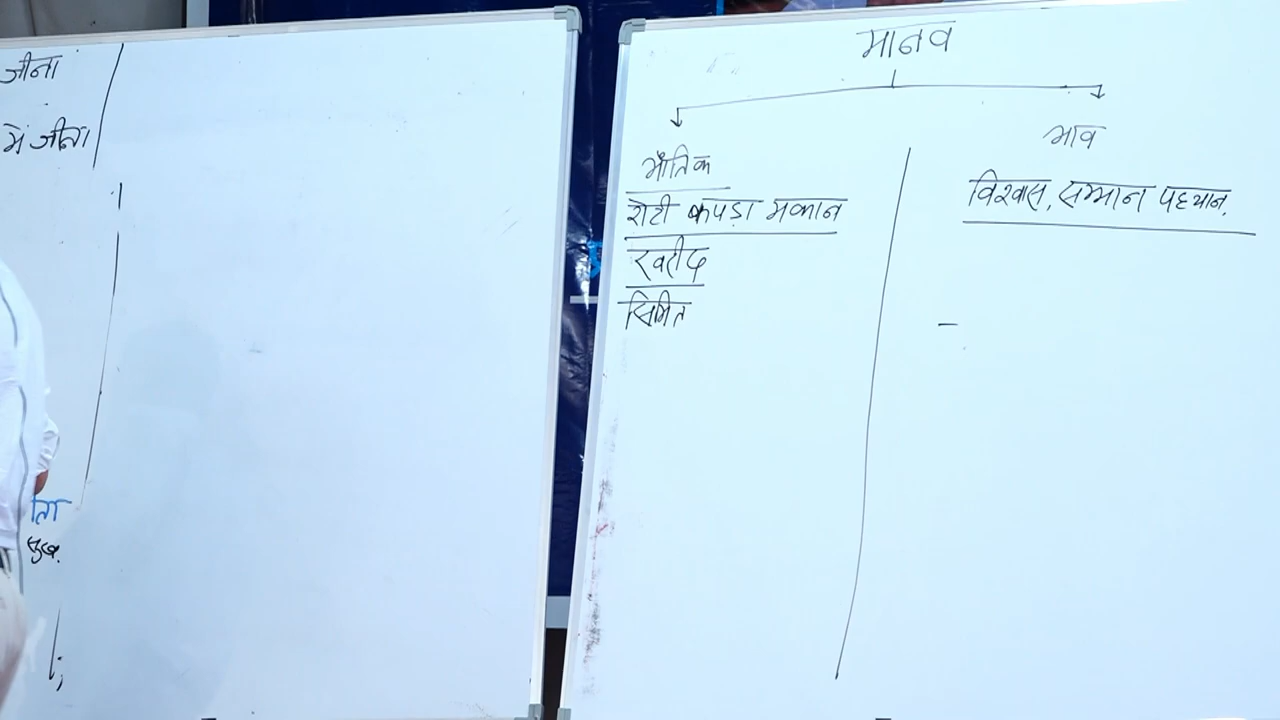 जीना
में जीना
सुख.
मानव
भौतिक
रोटी कपड़ा मकान
खरीद
सिमित
भाव
विश्वास, सम्मान पहचान,